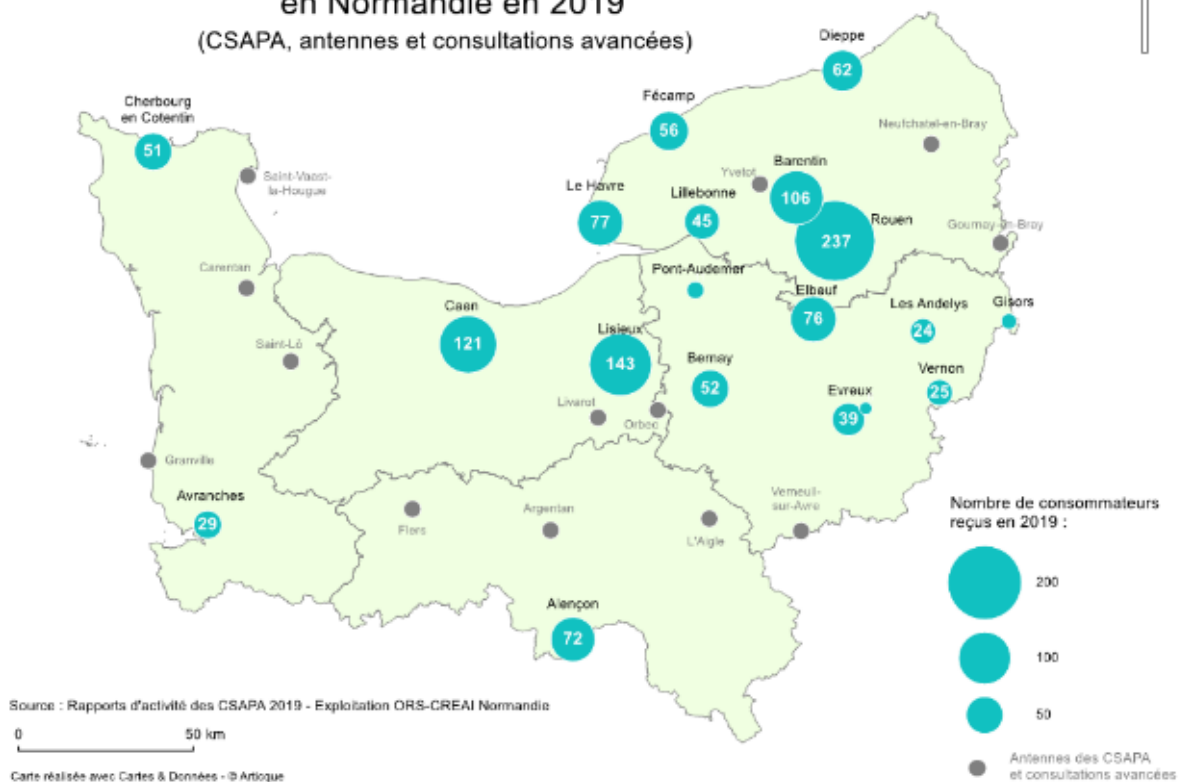 en Normandie en 2019
(CSAPA, antennes et consultations avancées)
Dieppe
62
Fécamp
56
Cherbourg
en Cotentin
51
Neufchatel-en-Bray
Saint-Vaast-
la-Hougue
Yvetot
Barentin
106
Le Havre
77
Lillebonne
45
Rouen
237
Gournay-en-Bray
Carentan
Pont-Audemer
Elbeuf
76
Les Andelys
24
Gisors
Caen
121
Lisieux
143
Saint-Lô
Bernay
52
Vernon
25
Evreux
39
Livarot
Orbec
Granville
Avranches
29
Verneuil-
sur-Avre
Flers
Argentan
L'Aigle
Alençon
72
Nombre de consommateurs
reçus en 2019 :
200
100
50
Antennes des CSAPA
et consultations avancées
Source : Rapports d'activité des CSAPA 2019 - Exploitation ORS-CREAI Normandie
0 50 km
Carte réalisée avec Cartes & Données - © Articque